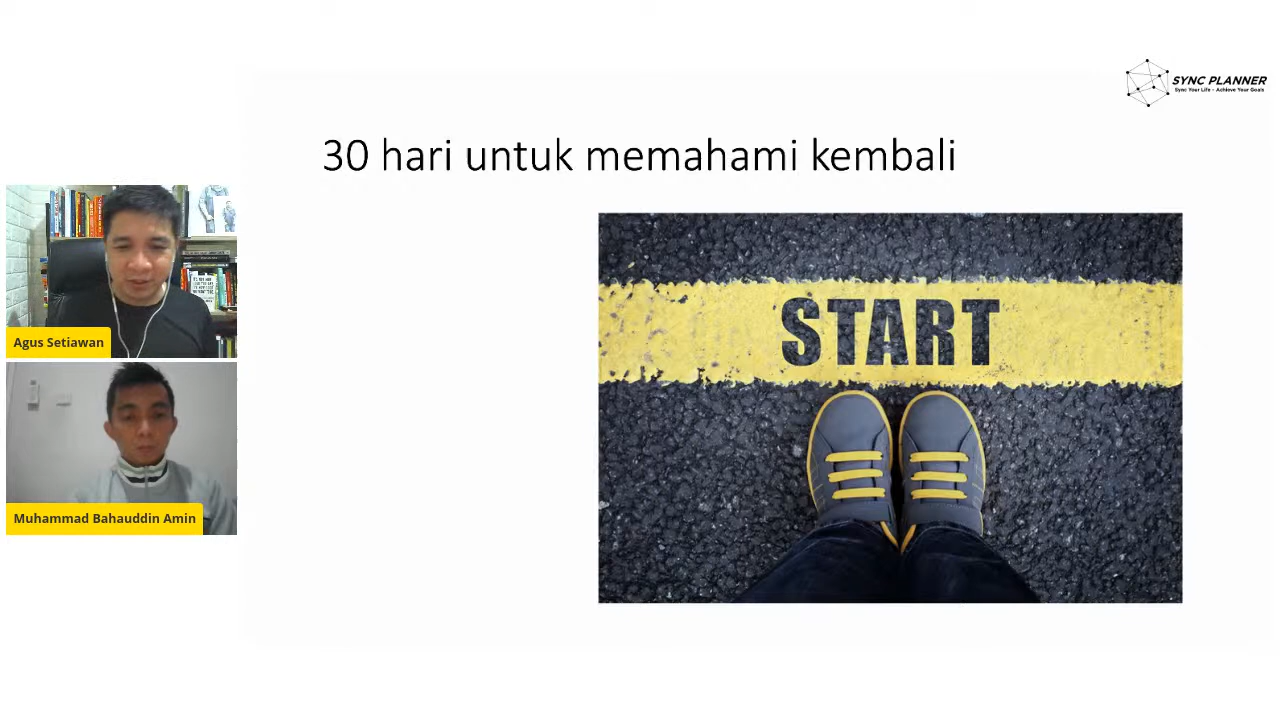 SYNC PLANNER
Sync Your Life - Achieve Your Goals
30 hari untuk memahami kembali
START
Agus Setiawan
Muhammad Bahauddin Amin